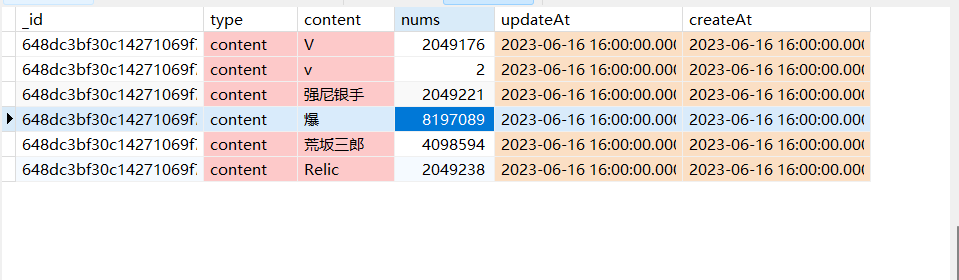 _id type content nums updateAt createAt
648dc3bf30c14271069f content V 2049176 2023-06-16 16:00:00.000 2023-06-16 16:00:00.000
648dc3bf30c14271069f content v 2 2023-06-16 16:00:00.000 2023-06-16 16:00:00.000
648dc3bf30c14271069f content 强尼银手 2049221 2023-06-16 16:00:00.000 2023-06-16 16:00:00.000
648dc3bf30c14271069f content 爆 8197089 2023-06-16 16:00:00.000 2023-06-16 16:00:00.000
648dc3bf30c14271069f content 荒坂三郎 4098594 2023-06-16 16:00:00.000 2023-06-16 16:00:00.000
648dc3bf30c14271069f content Relic 2049238 2023-06-16 16:00:00.000 2023-06-16 16:00:00.000